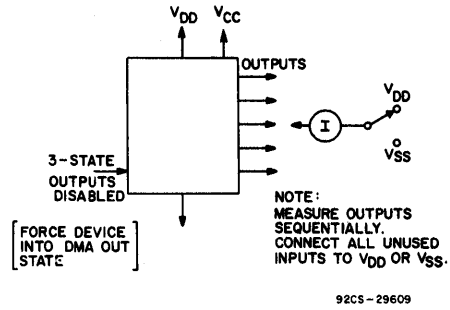 VDD VCC
OUTPUTS
VDD
I
VSS
3-STATE
OUTPUTS
DISABLED
[FORCE DEVICE
INTO DMA OUT
STATE]
NOTE:
MEASURE OUTPUTS
SEQUENTIALLY.
CONNECT ALL UNUSED
INPUTS TO VDD OR VSS.
92CS-29609